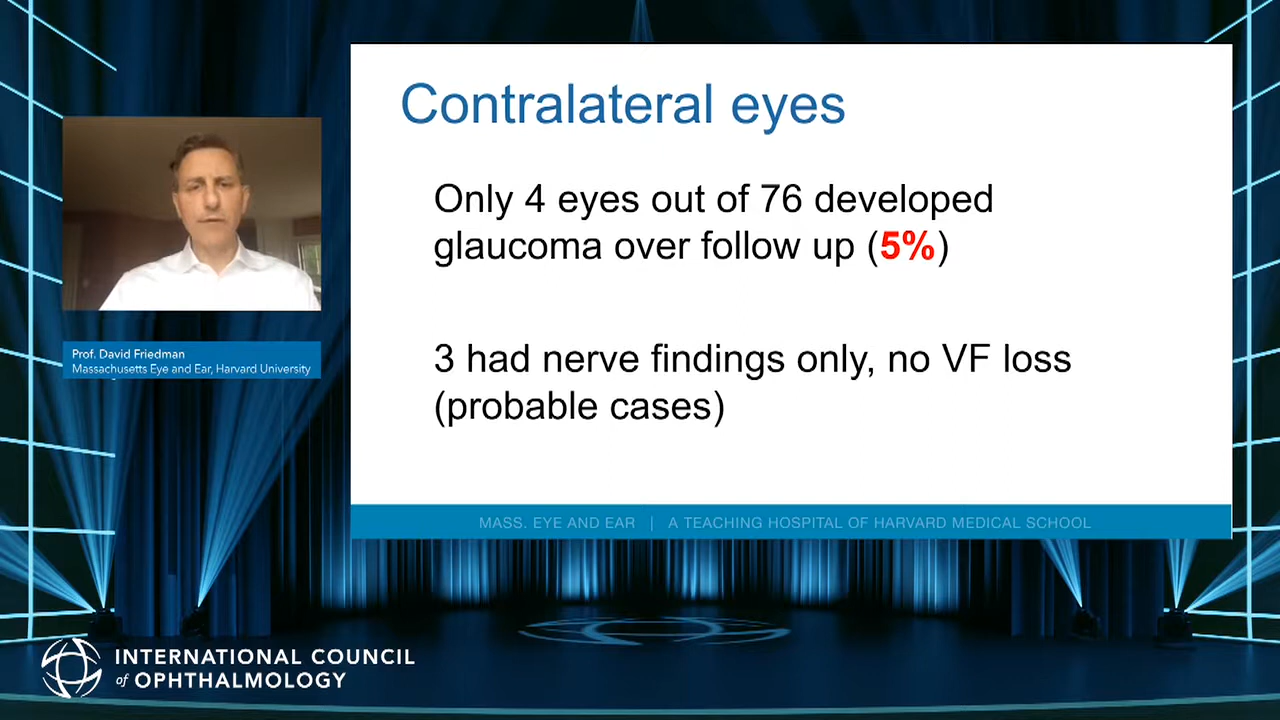 Contralateral eyes
Only 4 eyes out of 76 developed
glaucoma over follow up (5%)
3 had nerve findings only, no VF loss
(probable cases)
MASS. EYE AND EAR | A TEACHING HOSPITAL OF HARVARD MEDICAL SCHOOL
Prof. David Friedman
Massachusetts Eye and Ear, Harvard University
INTERNATIONAL COUNCIL
of OPHTHALMOLOGY